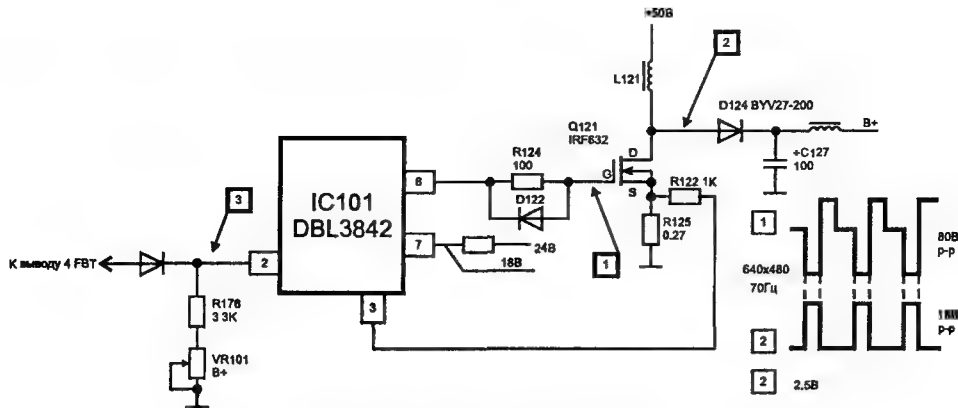 +50В
2
L121
D124 BYV27-200
B+
Q121
IRF632
D
G
S
÷C127
100
R124
100
D122
6
IC101
DBL3842
7
24В
18В
R122 1K
R125
0.27
1
3
К выводу 4 FBT
2
3
R176
3 3K
VR101
B+
1
80В
р-р
640x480
70Гц
р-р
2
2
2.5В